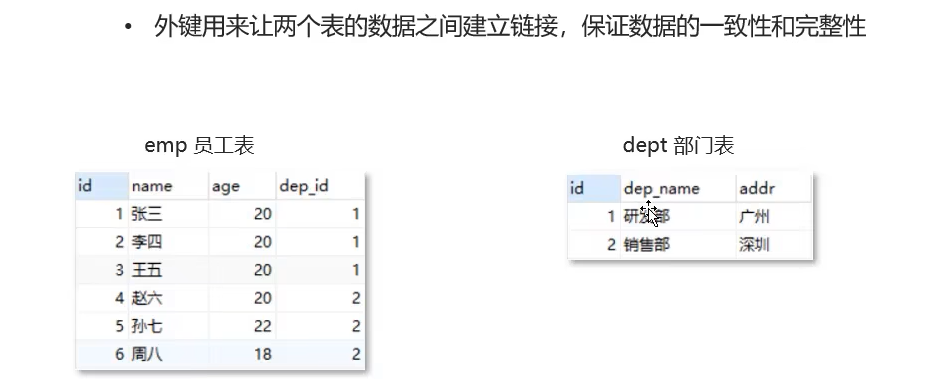 • 外键用来让两个表的数据之间建立链接，保证数据的一致性和完整性
emp 员工表
id name age dep_id
1 张三 20 1
2 李四 20 1
3 王五 20 1
4 赵六 20 2
5 孙七 22 2
6 周八 18 2
dept 部门表
id dep_name addr
1 研发部 广州
2 销售部 深圳